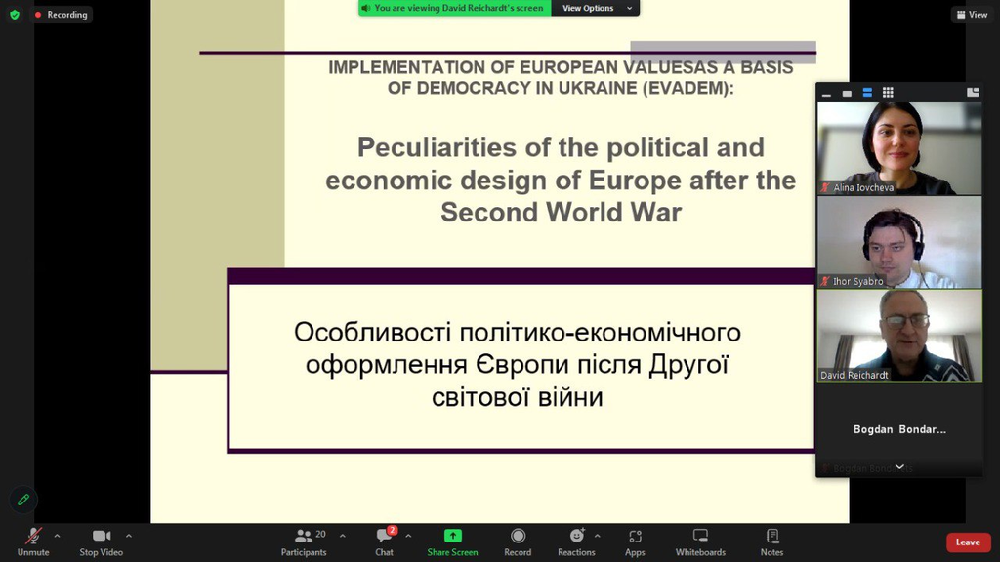 Recording
You are viewing David Reichardt's screen
View Options
View
IMPLEMENTATION OF EUROPEAN VALUESAS A BASIS
OF DEMOCRACY IN UKRAINE (EVADEM):
Peculiarities of the political and
economic design of Europe after the
Second World War
Особливості політико-економічного
оформлення Європи після Другої
світової війни
Alina Iovcheva
Ihor Syabro
David Reichardt
Bogdan Bondar...
Unmute
Stop Video
Participants
20
Chat
2
Share Screen
Record
Reactions
Apps
Whiteboards
Notes
Leave